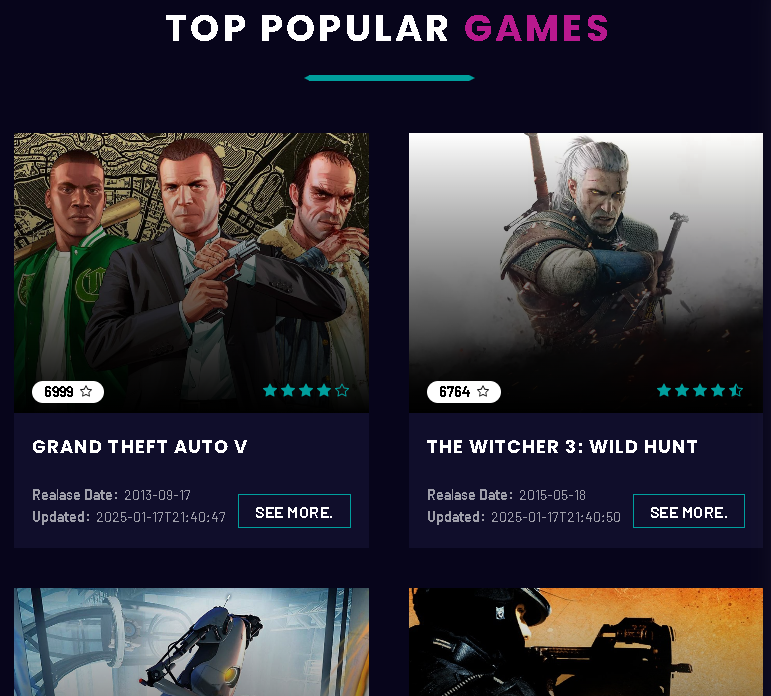 TOP POPULAR GAMES
6999
6764
GRAND THEFT AUTO V
Realase Date: 2013-09-17
Updated: 2025-01-17T21:40:47
SEE MORE.
THE WITCHER 3: WILD HUNT
Realase Date: 2015-05-18
Updated: 2025-01-17T21:40:50
SEE MORE.